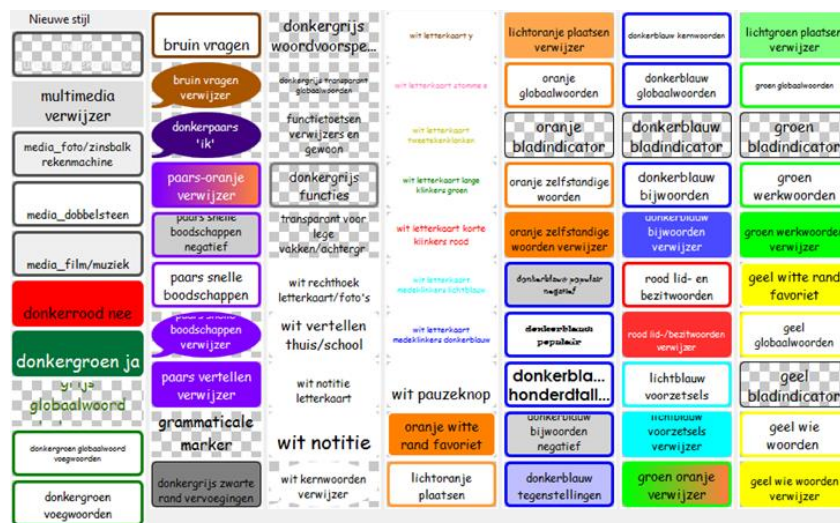 Nieuwe stijl
multimedia
verwijzer
media_foto/zinsbalk
rekenmachine
media_dobbelsteen
media_film/muziek
donkerrood nee
donkergroen ja
grijs
globaalwoord
donkergroen globaalwoord
voegwoorden
donkergroen
voegwoorden
bruin vragen
bruin vragen
verwijzer
donkerpaars
'ik'
paars-oranje
verwijzer
paars snelle
boodschappen
negatief
paars snelle
boodschappen
paars snelle
boodschappen
verwijzer
paars vertellen
verwijzer
grammaticale
marker
donkergrijs zwarte
rand vervoegingen
donkergrijs
woordvoorspe...
donkergrijs transparant
globaalwoorden
functietoetsen
verwijzers en
gewoon
donkergrijs
functies
transparant voor
lege
vakken/achtergr
wit rechthoek
letterkaart/foto's
wit vertellen
thuis/school
wit notitie
letterkaart
wit notitie
wit kernwoorden
verwijzer
wit letterkaart y
wit letterkaart stomme e
wit letterkaart
tweetekenklanken
wit letterkaart lange
klinkers groen
wit letterkaart korte
klinkers rood
wit letterkaart
medeklinkers lichtblauw
wit letterkaart
medeklinkers donkerblauw
wit pauzeknop
oranje witte
rand favoriet
lichtoranje
plaatsen
lichtoranje plaatsen
verwijzer
oranje
globaalwoorden
oranje
bladindicator
oranje zelfstandige
woorden
oranje zelfstandige
woorden verwijzer
donkerblauw populair
negatief
donkerblauw
populair
donkerbla...
honderdtall...
donkerblauw
bijwoorden
negatief
donkerblauw
tegenstellingen
donkerblauw kernwoorden
donkerblauw
globaalwoorden
donkerblauw
bladindicator
donkerblauw
bijwoorden
donkerblauw
bijwoorden
verwijzer
rood lid- en
bezitwoorden
rood lid-/bezitwoorden
verwijzer
lichtblauw
voorzetsels
lichtblauw
voorzetsels
verwijzer
groen oranje
verwijzer
lichtgroen plaatsen
verwijzer
groen globaalwoorden
groen
bladindicator
groen
werkwoorden
groen werkwoorden
verwijzer
geel witte rand
favoriet
geel
globaalwoorden
geel
bladindicator
geel wie
woorden
geel wie woorden
verwijzer